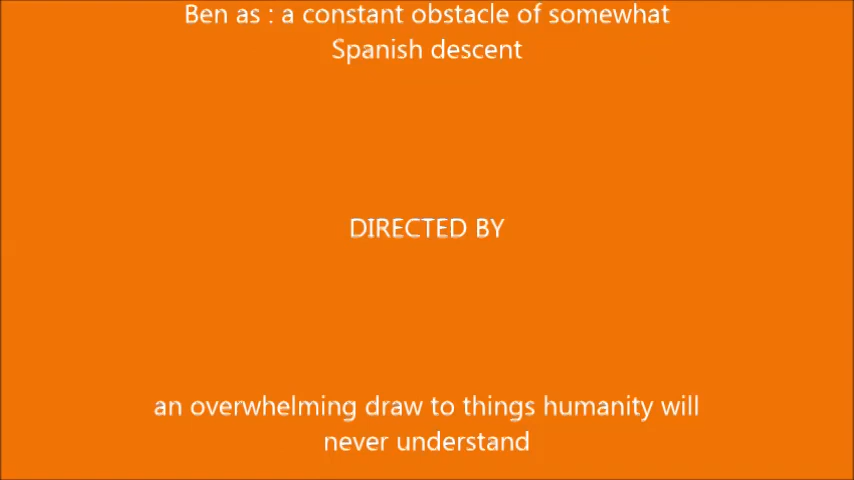 Ben as : a constant obstacle of somewhat
Spanish descent
DIRECTED BY
an overwhelming draw to things humanity will
never understand